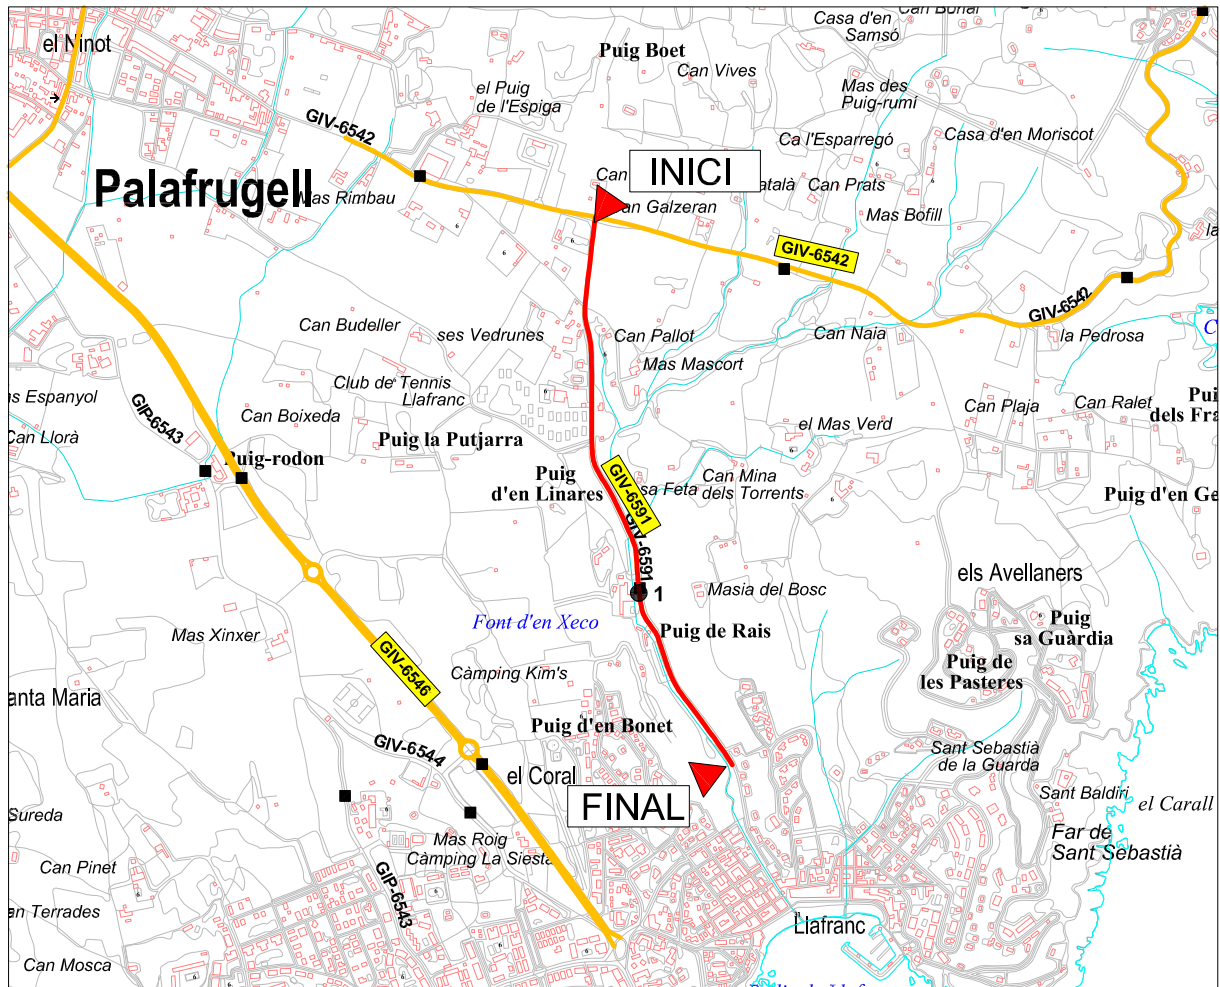 Casa d'en
Samsó
el Ninot
Puig Boet
Can Vives
el Puig
de l'Espiga
Mas des
Puig-rumí
GIV-6542
Ca l'Esparregó
Casa d'en Moriscot
INICI
Can
Palafrugell
Mas Rimbau
Can Prats
Galzeran
Mas Bofill
GIV-6542
GIV-6542
Can Budeller
ses Vedrunes
Can Pallot
Can Naia
la Pedrosa
Mas Mascort
Club de Tennis
Llafranc
Espanyol
GIP-6543
Can Boixeda
Can Plaja
Can Ralet
dels
el Mas Verd
Can Llorà
Puig la Putjarra
Puig-rodon
Puig
d'en Linares
GIV-6591
sa Feta
Can Mina
dels Torrents
Puig d'en
GIV-6591
els Avellaners
1
Masia del Bosc
Font d'en Xeco
Puig de Rais
Puig
sa Guàrdia
Mas Xinxer
GIV-6546
Puig de
les Pasteres
Càmping Kim's
Maria
Puig d'en Bonet
GIV-6544
Sant Sebastià
de la Guarda
el Coral
FINAL
Sant Baldiri
el Carall
Sureda
Far de
Sant Sebastià
Mas Roig
Càmping La Siesta
Can Pinet
GIP-6543
Terrades
Llafranc
Can Mosca